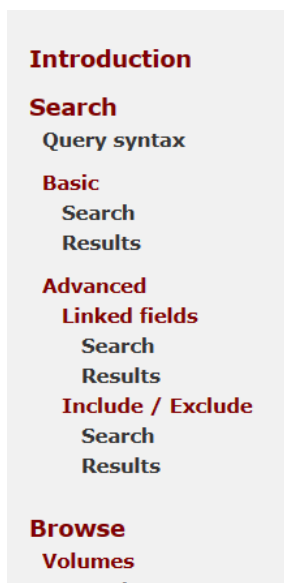 Introduction
Search
Query syntax
Basic
Search
Results
Advanced
Linked fields
Search
Results
Include / Exclude
Search
Results
Browse
Volumes